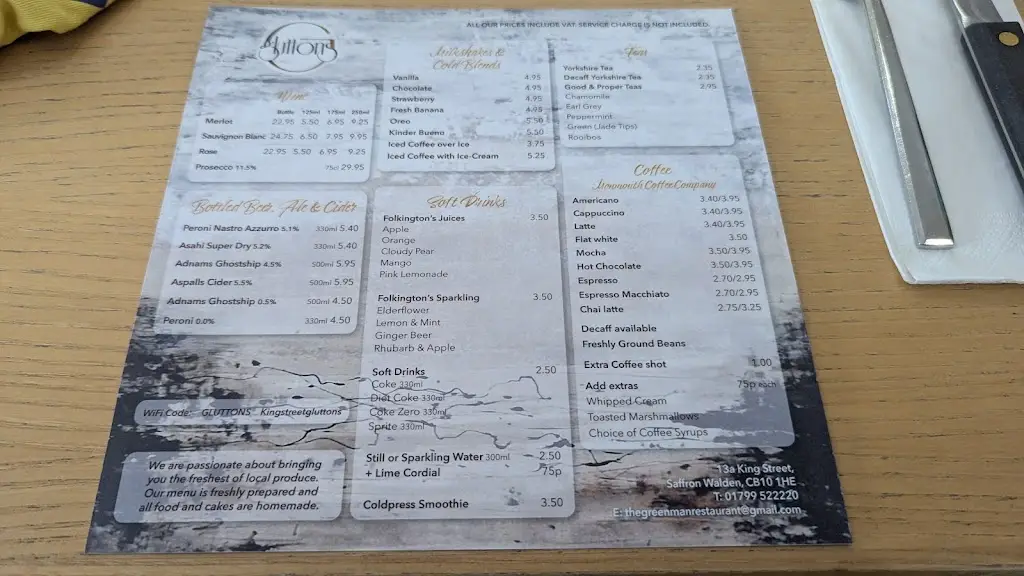 ALL OUR PRICES INCLUDE VAT. SERVICE CHARGE IS NOT INCLUDED.
Gluttons
Wine
Bottle 125ml 175ml 250ml
Merlot 23.95 5.50 6.95 9.25
Sauvignon Blanc 24.75 6.50 7.95 9.95
Rose 22.95 5.50 6.95 9.25
Prosecco 11.5% 75cl 29.95
Bottled Beer, Ale & Cider
Peroni Nastro Azzurro 5.1% 330ml 5.40
Asahi Super Dry 5.2% 330ml 5.40
Adnams Ghostship 4.5% 500ml 5.95
Aspalls Cider 5.5% 500ml 5.95
Adnams Ghostship 0.5% 500ml 4.50
Peroni 0.0% 330ml 4.50
WiFi Code: GLUTTONS Kingstreetgluttons
We are passionate about bringing
you the freshest of local produce.
Our menu is freshly prepared and
all food and cakes are homemade.
Milkshakes &
Cold Blends
Vanilla 4.95
Chocolate 4.95
Strawberry 4.95
Fresh Banana 4.95
Oreo 5.50
Kinder Bueno 5.50
Iced Coffee over Ice 3.75
Iced Coffee with Ice-Cream 5.25
Soft Drinks
Folkington's Juices 3.50
Apple
Orange
Cloudy Pear
Mango
Pink Lemonade
Folkington's Sparkling 3.50
Elderflower
Lemon & Mint
Ginger Beer
Rhubarb & Apple
Soft Drinks 2.50
Coke 330ml
Diet Coke 330ml
Coke Zero 330ml
Sprite 330ml
Still or Sparkling Water 300ml 2.50
+ Lime Cordial 75p
Coldpress Smoothie 3.50
Teas
Yorkshire Tea 2.35
Decaff Yorkshire Tea 2.35
Good & Proper Teas 2.95
Chamomile
Earl Grey
Peppermint
Green (Jade Tips)
Rooibos
Coffee
Monmouth Coffee Company
Americano 3.40/3.95
Cappuccino 3.40/3.95
Latte 3.40/3.95
Flat white 3.50
Mocha 3.50/3.95
Hot Chocolate 3.50/3.95
Espresso 2.70/2.95
Espresso Macchiato 2.70/2.95
Chai latte 2.75/3.25
Decaff available
Freshly Ground Beans
Extra Coffee shot 1.00
Add extras 75p each
Whipped Cream
Toasted Marshmallows
Choice of Coffee Syrups
13a King Street,
Saffron Walden, CB10 1HE
T: 01799 522220
E: thegreenmanrestaurant@gmail.com